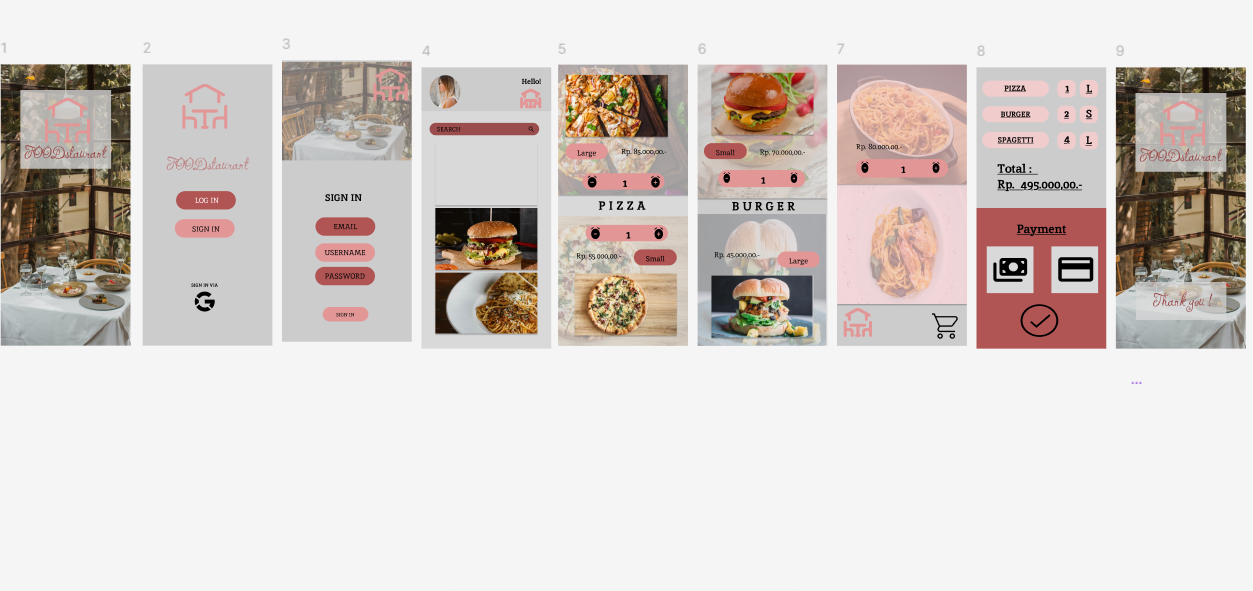 1
FOODstaurant
2
FOODstaurant
LOG IN
SIGN IN
SIGN IN VIA
G
3
SIGN IN
EMAIL
USERNAME
PASSWORD
SIGN IN
4
Hello!
SEARCH
5
Large
Rp. 85.000,00.-
1
PIZZA
1
Rp. 55.000,00.-
Small
6
Small
Rp. 70.000,00.-
1
BURGER
Rp. 45.000,00.-
Large
7
Rp. 80.000,00.-
1
8
PIZZA 1 L
BURGER 2 S
SPAGETTI 4 L
Total :
Rp. 495.000,00.-
Payment
9
FOODstaurant
Thank you !
...